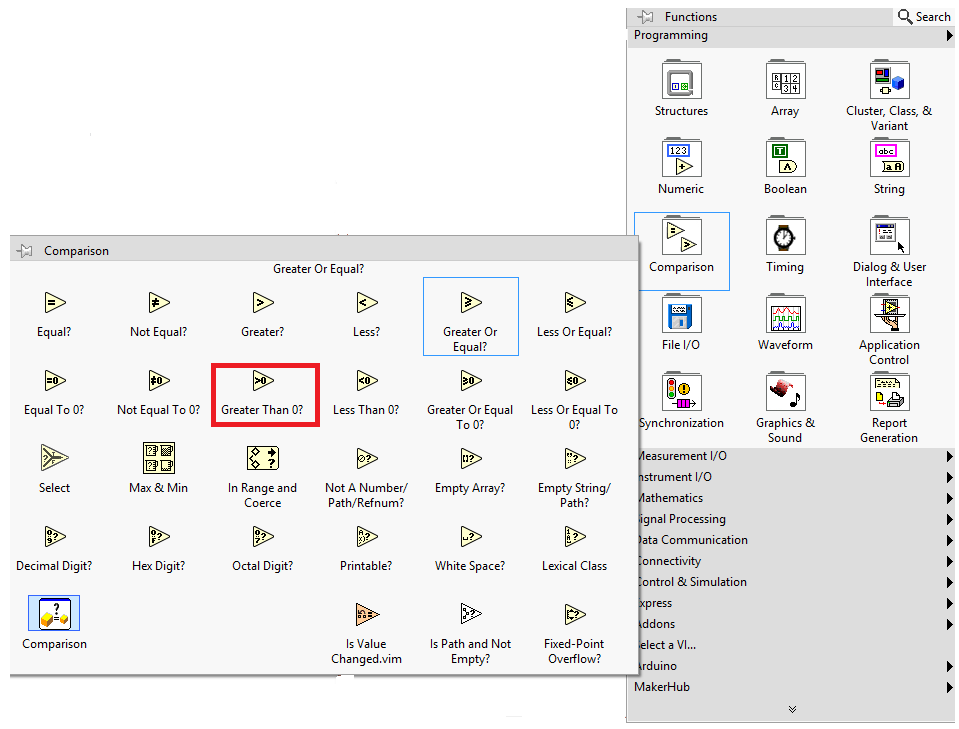 Functions
Search
Programming
Structures
Array
Cluster, Class, &
Variant
123
Numeric
Boolean
abc
String
Comparison
Timing
Dialog & User
Interface
File I/O
Waveform
Application
Control
Synchronization
Graphics &
Sound
Report
Generation
Measurement I/O
Instrument I/O
Mathematics
Signal Processing
Data Communication
Connectivity
Control & Simulation
Express
Addons
Select a VI...
Arduino
MakerHub
Comparison
Greater Or Equal?
Equal?
Not Equal?
Greater?
Less?
Greater Or
Equal?
Less Or Equal?
Equal To 0?
Not Equal To 0?
Greater Than 0?
Less Than 0?
Greater Or Equal
To 0?
Less Or Equal To
0?
Select
Max & Min
In Range and
Coerce
Not A Number/
Path/Refnum?
Empty Array?
Empty String/
Path?
Decimal Digit?
Hex Digit?
Octal Digit?
Printable?
White Space?
Lexical Class
Comparison
Is Value
Changed.vim
Is Path and Not
Empty?
Fixed-Point
Overflow?